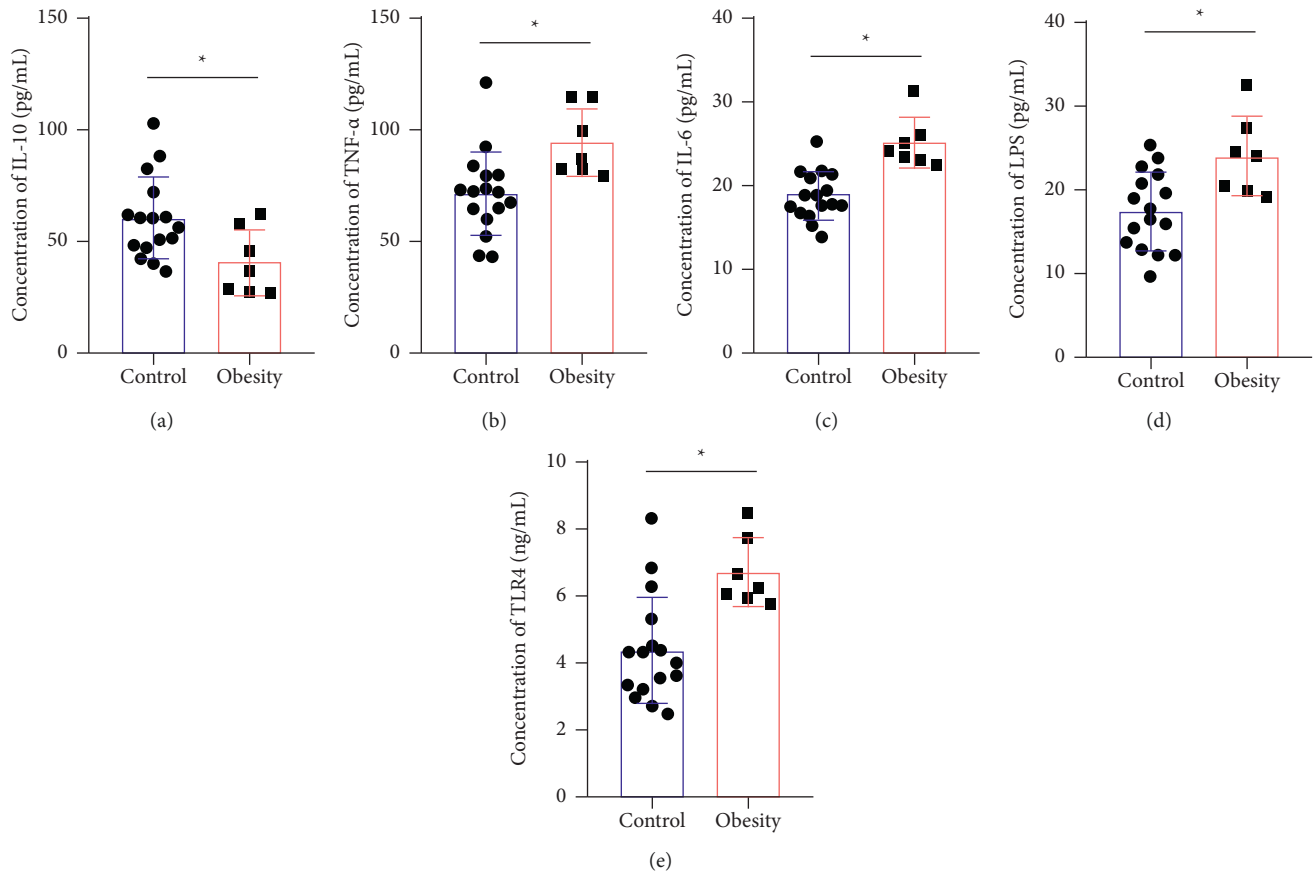 Concentration of IL-10 (pg/mL)
150
100
50
0
*
Control
Obesity
(a)
Concentration of TNF-α (pg/mL)
150
100
50
0
*
Control
Obesity
(b)
Concentration of IL-6 (pg/mL)
40
30
20
10
0
*
Control
Obesity
(c)
Concentration of LPS (pg/mL)
40
30
20
10
0
*
Control
Obesity
(d)
Concentration of TLR4 (ng/mL)
10
8
6
4
2
0
*
Control
Obesity
(e)